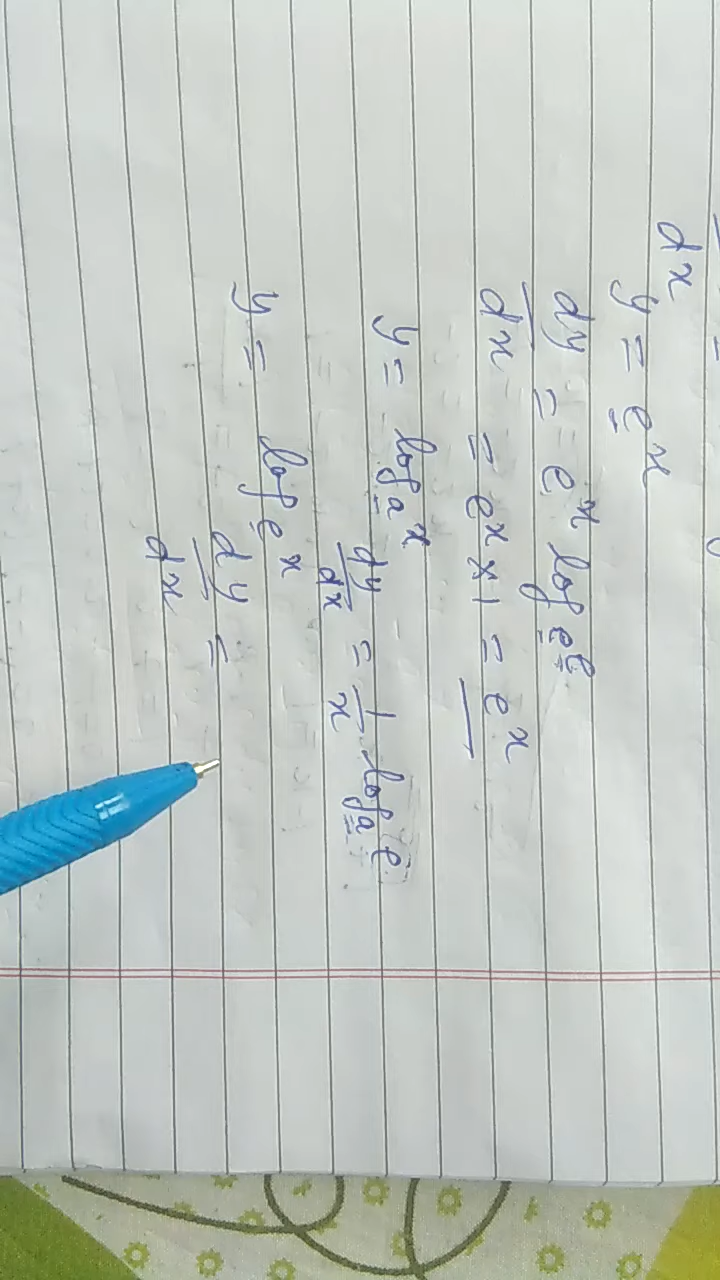 dx
y = e^x
dy/dx = e^x log_e e
= e^x × 1 = e^x
y = log_a x
dy/dx = 1/x log_a e
y = log_e x
dy/dx =